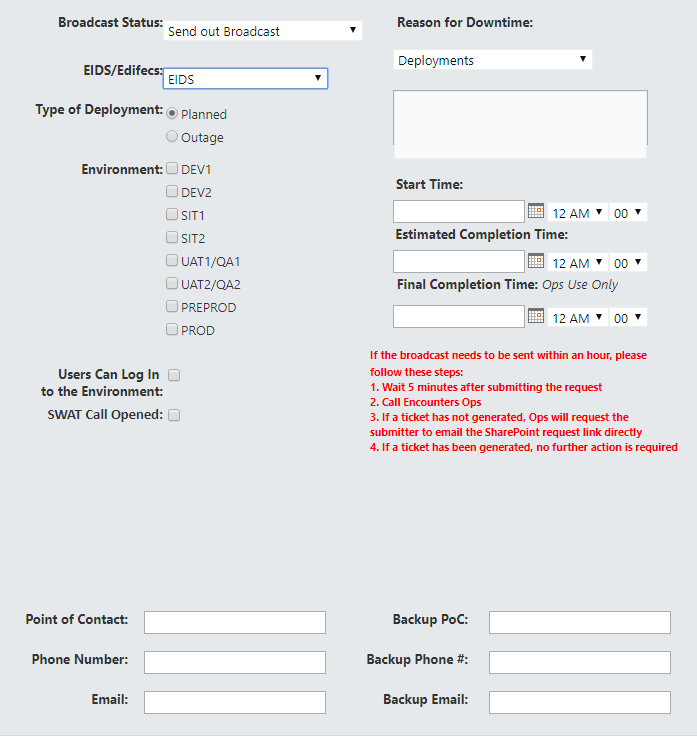 Broadcast Status:
Send out Broadcast
EIDS/Edifecs:
EIDS
Type of Deployment:
Planned
Outage
Environment:
DEV1
DEV2
SIT1
SIT2
UAT1/QA1
UAT2/QA2
PREPROD
PROD
Users Can Log In
to the Environment:
SWAT Call Opened:
Reason for Downtime:
Deployments
Start Time:
12 AM 00
Estimated Completion Time:
12 AM 00
Final Completion Time: Ops Use Only
12 AM 00
If the broadcast needs to be sent within an hour, please
follow these steps:
1. Wait 5 minutes after submitting the request
2. Call Encounters Ops
3. If a ticket has not generated, Ops will request the
submitter to email the SharePoint request link directly
4. If a ticket has been generated, no further action is required
Point of Contact:
Backup PoC:
Phone Number:
Backup Phone #:
Email:
Backup Email: